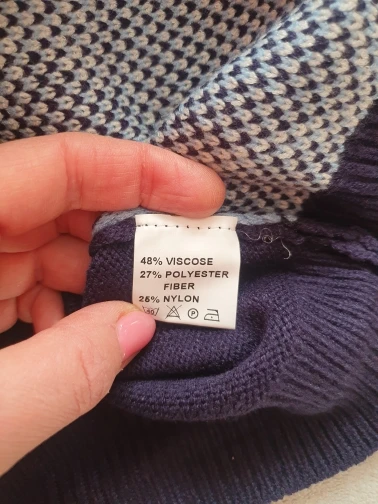 48% VISCOSE
27% POLYESTER
FIBER
25% NYLON
P